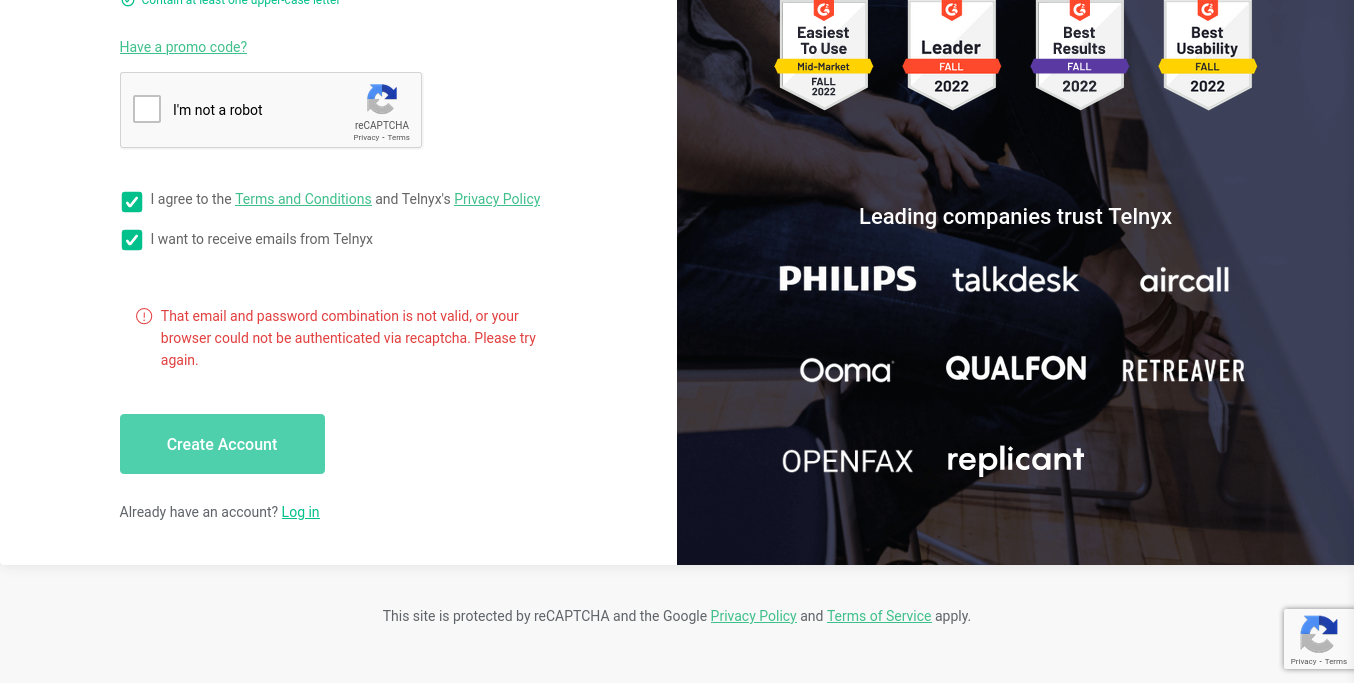 Contain at least one upper-case letter
Have a promo code?
I'm not a robot
reCAPTCHA
Privacy - Terms
I agree to the Terms and Conditions and Telnyx's Privacy Policy
I want to receive emails from Telnyx
That email and password combination is not valid, or your
browser could not be authenticated via recaptcha. Please try
again.
Create Account
Already have an account? Log in
Easiest
To Use
Mid-Market
FALL
2022
Leader
FALL
2022
Best
Results
FALL
2022
Best
Usability
FALL
2022
Leading companies trust Telnyx
PHILIPS talkdesk aircall
Ooma QUALFON RETREAVER
OPENFAX replicant
This site is protected by reCAPTCHA and the Google Privacy Policy and Terms of Service apply.
Privacy - Terms